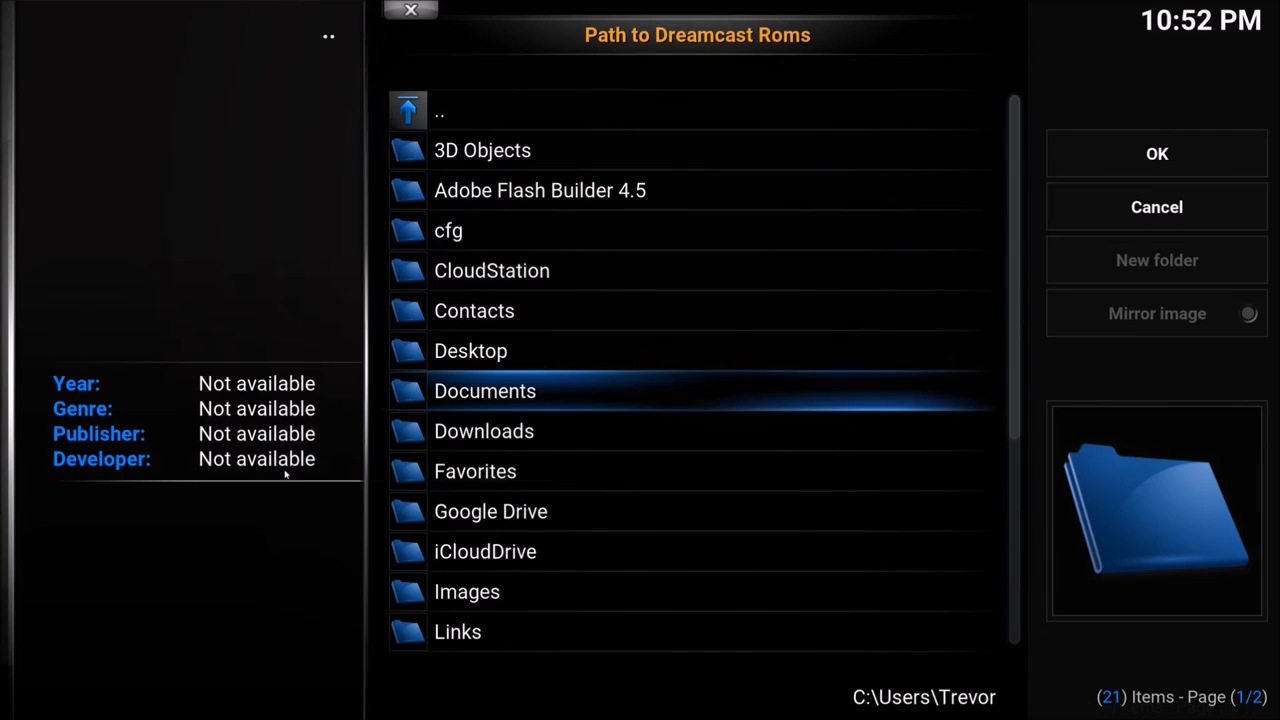 ..
Path to Dreamcast Roms
10:52 PM
..
3D Objects
Adobe Flash Builder 4.5
cfg
CloudStation
Contacts
Desktop
Documents
Downloads
Favorites
Google Drive
iCloudDrive
Images
Links
OK
Cancel
New folder
Mirror image
Year: Not available
Genre: Not available
Publisher: Not available
Developer: Not available
C:\Users\Trevor
(21) Items - Page (1/2)